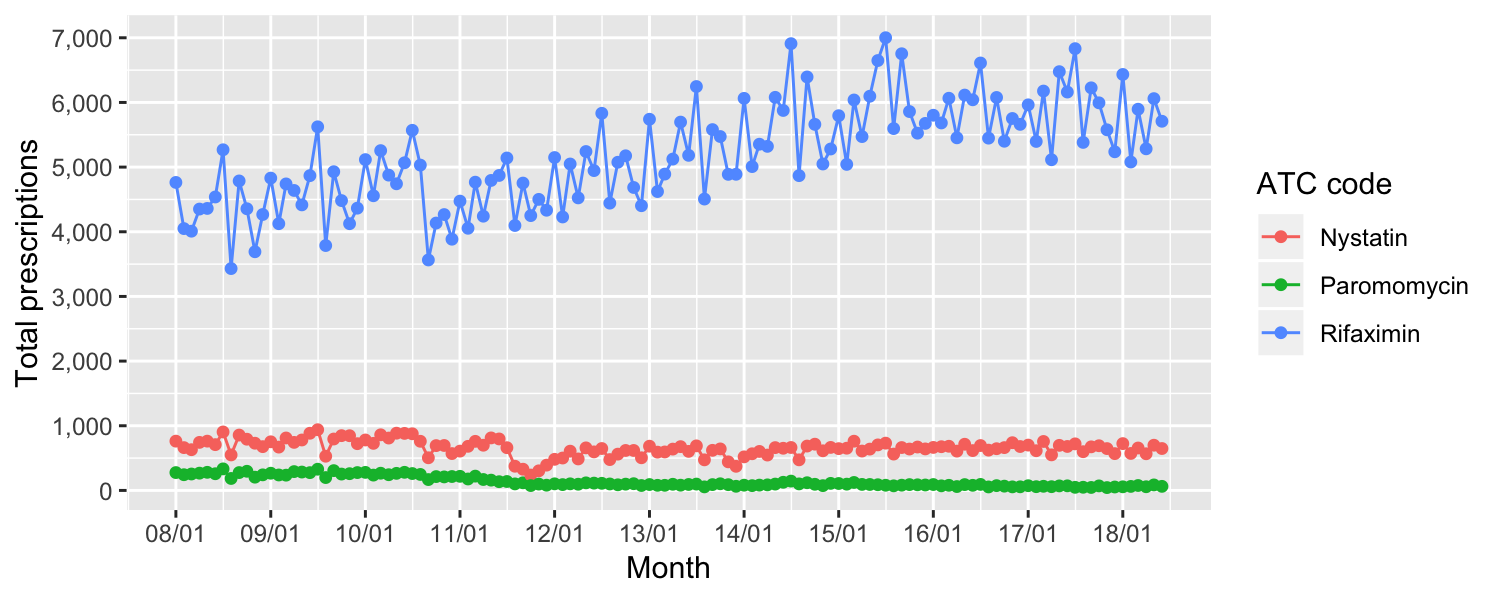 Total prescriptions
7,000
6,000
5,000
4,000
3,000
2,000
1,000
0
08/01 09/01 10/01 11/01 12/01 13/01 14/01 15/01 16/01 17/01 18/01
Month
ATC code
Nystatin
Paromomycin
Rifaximin